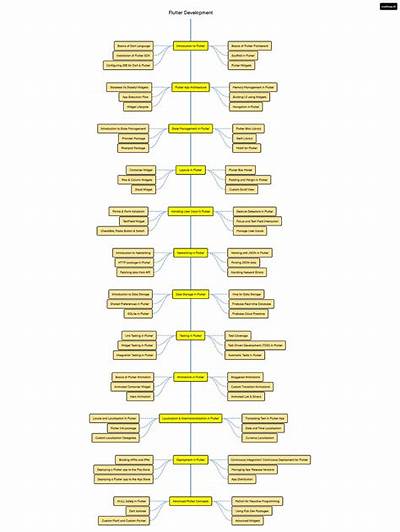 roadmap.sh
Flutter Development
Basics of Dart Language
Installation of Flutter SDK
Configuring IDE for Dart & Flutter
Introduction to Flutter
Basics of Flutter Framework
Scaffold in Flutter
Flutter Widgets
Stateless Vs Stateful Widgets
App Execution Flow
Widget Lifecycle
Flutter App Architecture
Memory Management in Flutter
Building UI using Widgets
Navigation in Flutter
Introduction to State Management
Provider Package
Riverpod Package
State Management in Flutter
Flutter Bloc Library
GetX Library
MobX for Flutter
Container Widget
Row & Column Widgets
Stack Widget
Layouts in Flutter
Flutter Box Model
Padding and Margin in Flutter
Custom Scroll View
Forms & Form Validation
TextField Widget
Checkbox, Radio Button & Switch
Handling User Input in Flutter
Gesture Detectors in Flutter
Focus and Text Field Interaction
Manage User Inputs
Introduction to Networking
HTTP package in Flutter
Fetching data from API
Networking in Flutter
Working with JSON in Flutter
Parsing JSON data
Handling Network Errors
Introduction to Data Storage
Shared Preferences in Flutter
SQLite in Flutter
Data Storage in Flutter
Hive for Data Storage
Firebase Realtime Database
Firebase Cloud Firestore
Unit Testing in Flutter
Widget Testing in Flutter
Integration Testing in Flutter
Testing in Flutter
Test Coverage
Test-Driven Development (TDD) in Flutter
Automate Tests in Flutter
Basics of Flutter Animation
Animated Container Widget
Hero Animation
Animations in Flutter
Staggered Animations
Custom Transition Animations
Animated List & Slivers
Locale and Localization in Flutter
Flutter Intl package
Custom Localization Delegates
Localization & Internationalization in Flutter
Translating Text in Flutter App
Date and Time Localization
Currency Localization
Building APKs and IPAs
Deploying a Flutter app to the Play Store
Deploying a Flutter app to the App Store
Deployment in Flutter
Continuous Integration/ Continuous Deployment for Flutter
Managing App Release Versions
App Distribution
NULL Safety in Flutter
Dart Isolates
Custom Paint and Custom Painter
Advanced Flutter Concepts
RxDart for Reactive Programming
Using Pub Dev Packages
Advanced Widgets